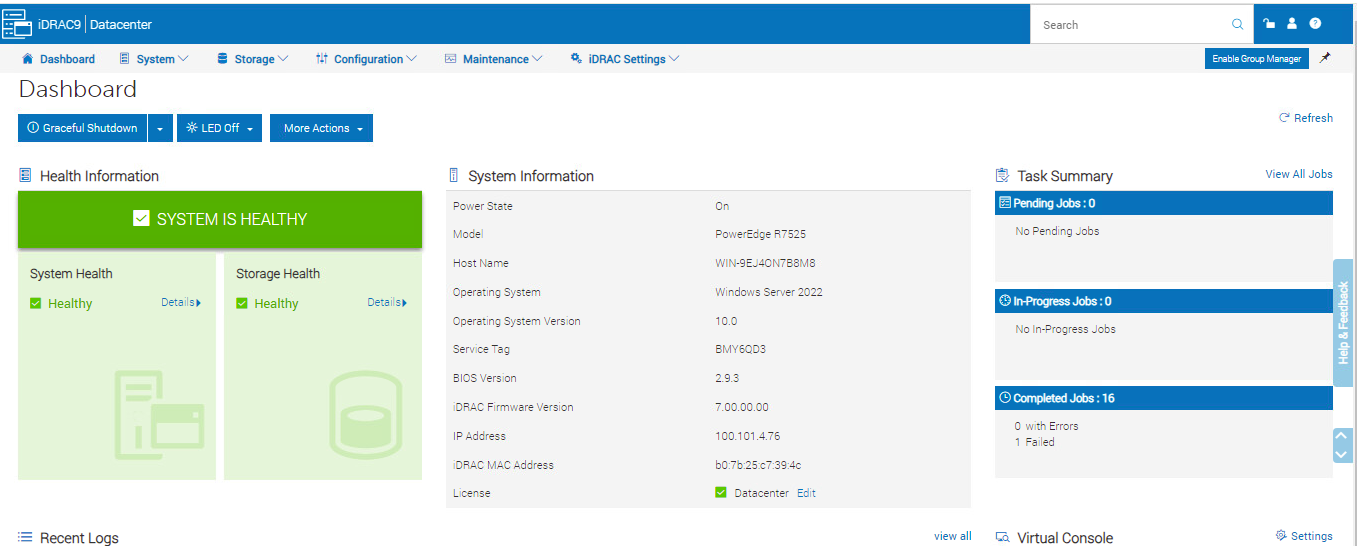 iDRAC9 | Datacenter
Search
Dashboard System Storage Configuration Maintenance iDRAC Settings
Enable Group Manager
Dashboard
Graceful Shutdown LED Off More Actions
Refresh
Health Information
SYSTEM IS HEALTHY
System Health
Healthy Details
Storage Health
Healthy Details
System Information
Power State On
Model PowerEdge R7525
Host Name WIN-9EJ4ON7B8M8
Operating System Windows Server 2022
Operating System Version 10.0
Service Tag BMY6QD3
BIOS Version 2.9.3
iDRAC Firmware Version 7.00.00.00
IP Address 100.101.4.76
iDRAC MAC Address b0:7b:25:c7:39:4c
License Datacenter Edit
Task Summary View All Jobs
Pending Jobs : 0
No Pending Jobs
In-Progress Jobs : 0
No In-Progress Jobs
Completed Jobs : 16
0 with Errors
1 Failed
Help & Feedback
Recent Logs view all
Virtual Console Settings